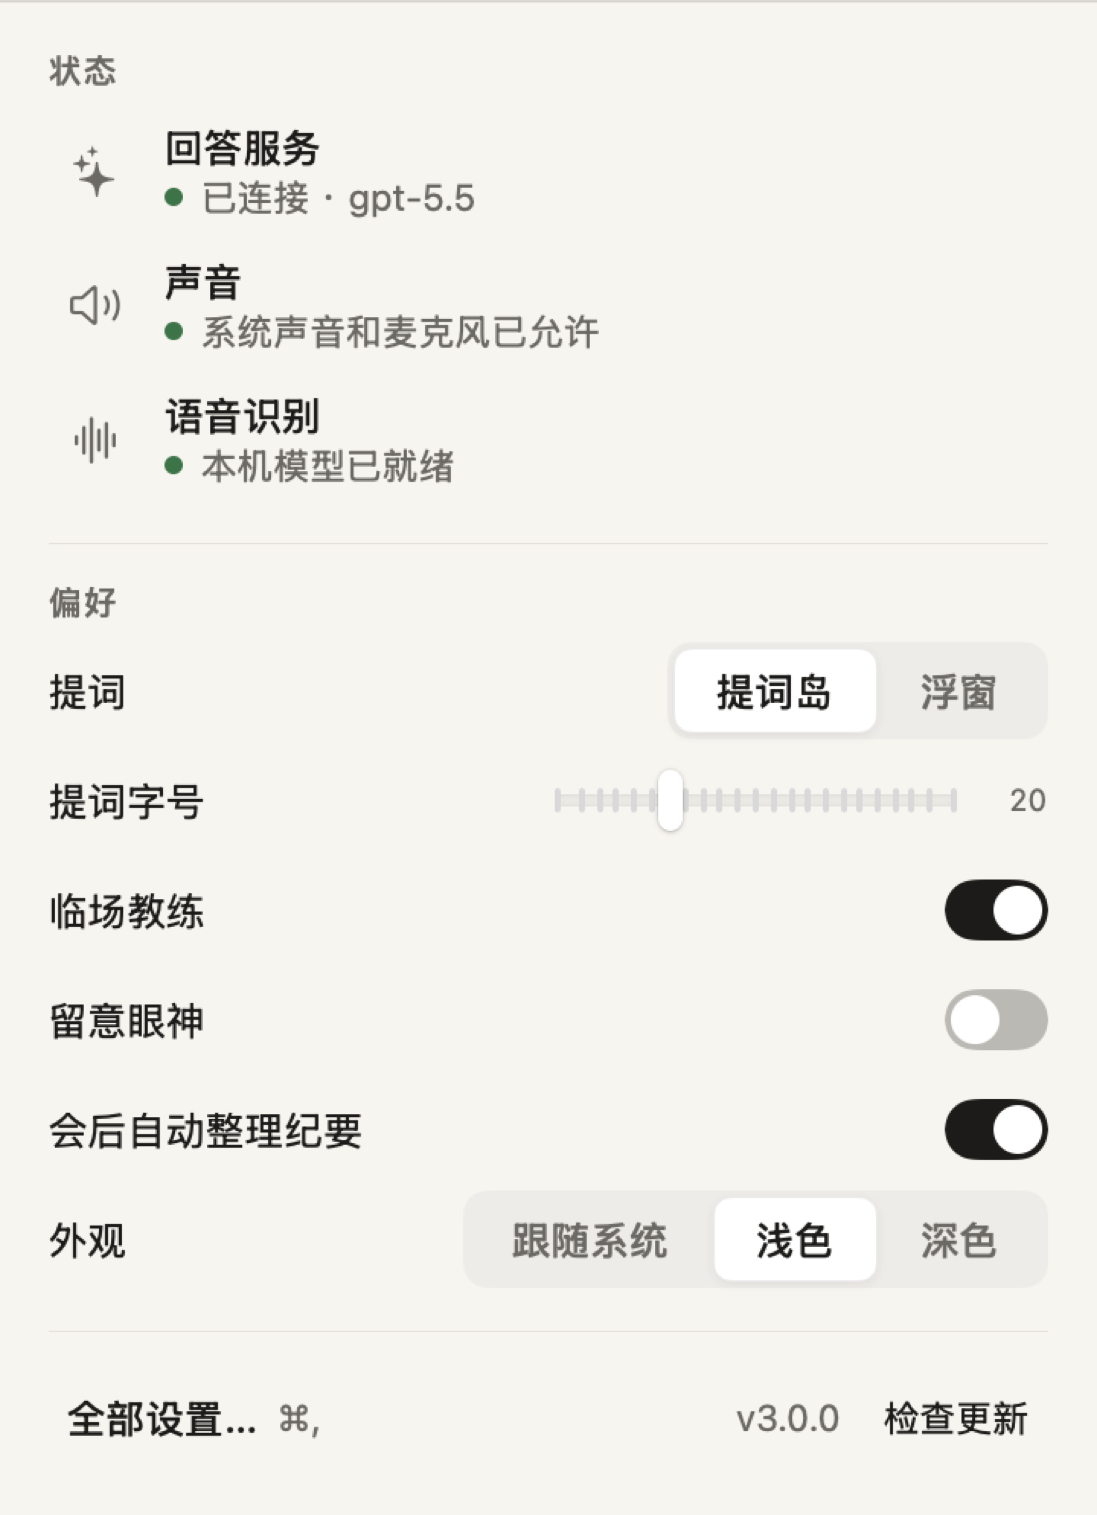 状态
回答服务
已连接 · gpt-5.5
声音
系统声音和麦克风已允许
语音识别
本机模型已就绪
偏好
提词 提词岛 浮窗
提词字号 20
临场教练
留意眼神
会后自动整理纪要
外观 跟随系统 浅色 深色
全部设置... ⌘, v3.0.0 检查更新